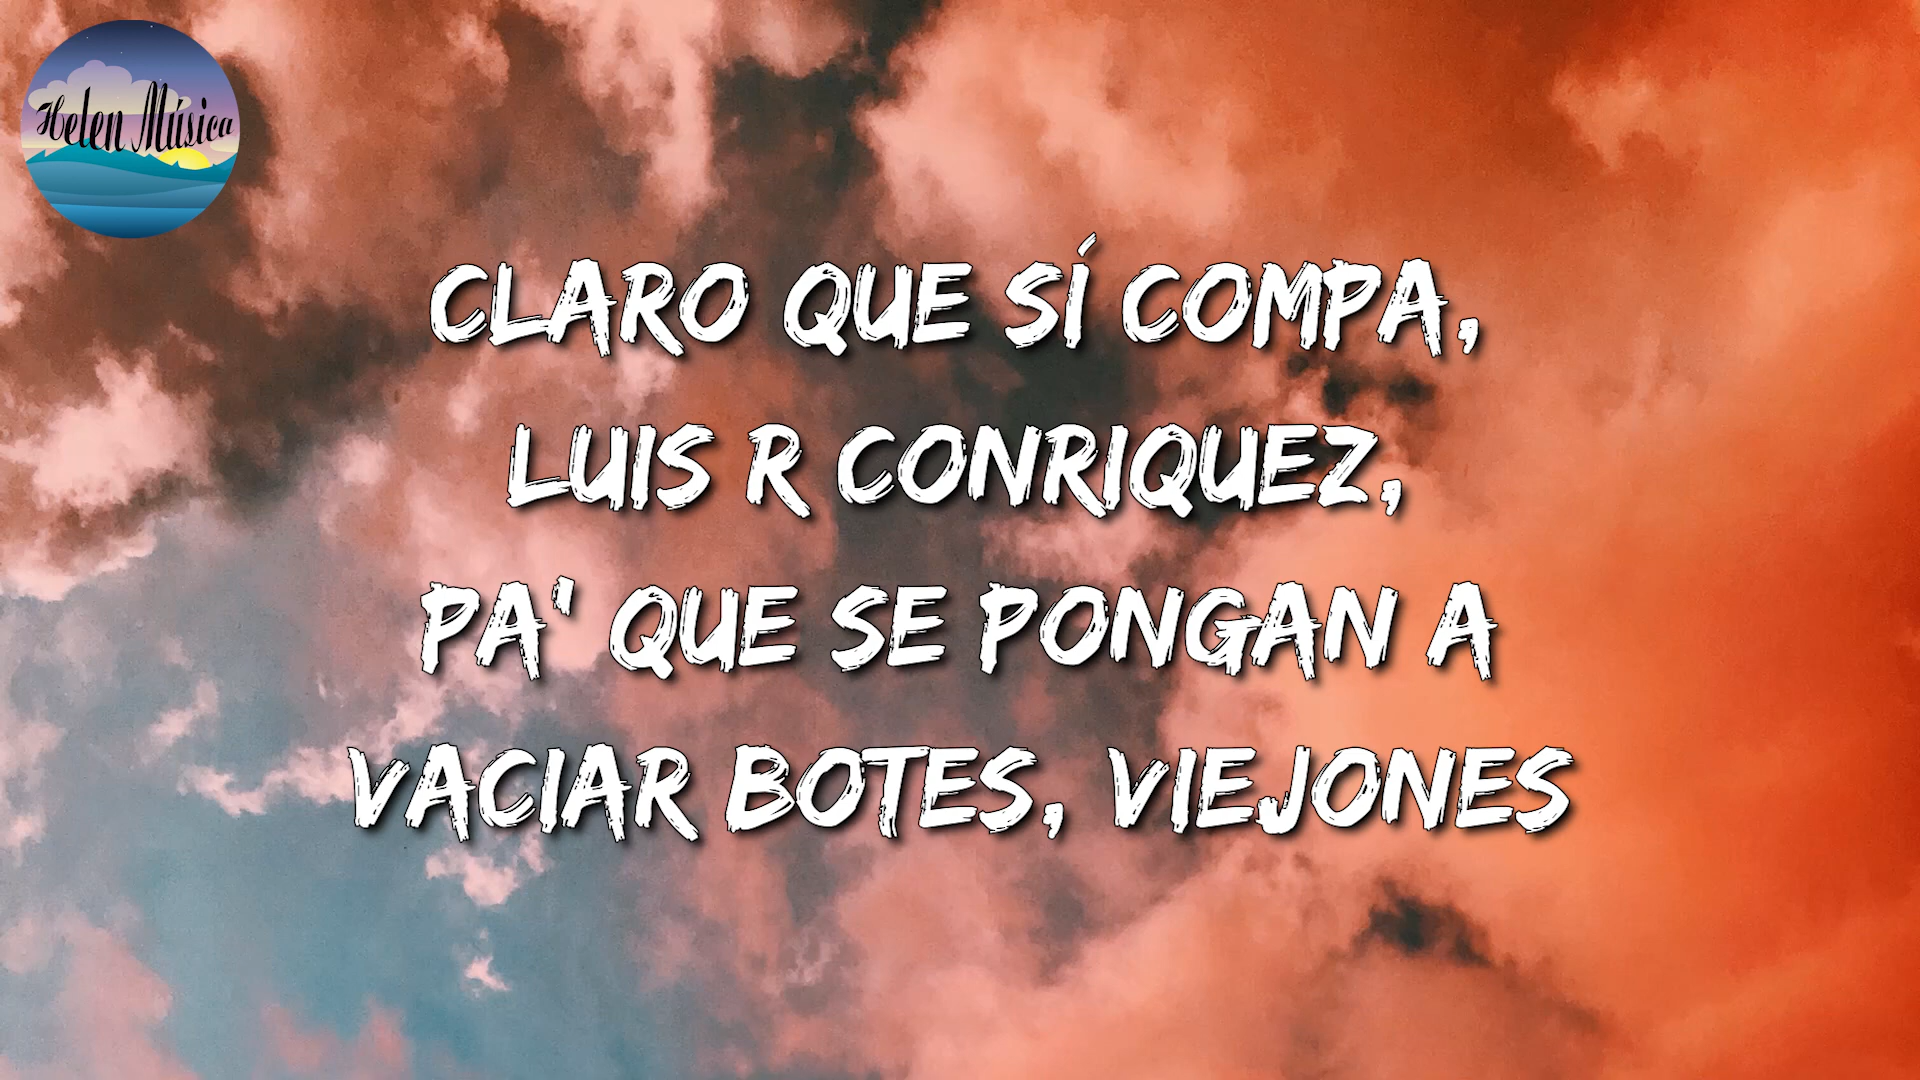 Helen Música
CLARO QUE SÍ COMPA,
LUIS R CONRIQUEZ,
PA' QUE SE PONGAN A
VACIAR BOTES, VIEJONES